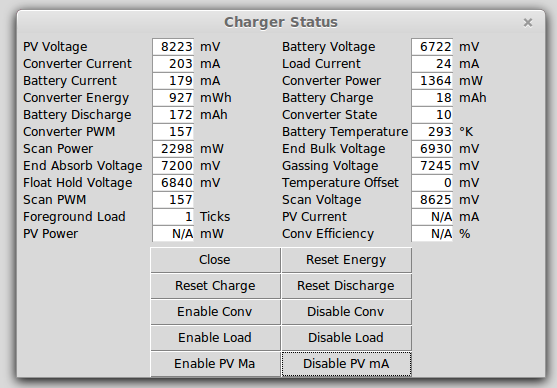 Charger Status
PV Voltage 8223 mV Battery Voltage 6722 mV
Converter Current 203 mA Load Current 24 mA
Battery Current 179 mA Converter Power 1364 mW
Converter Energy 927 mWh Battery Charge 18 mAh
Battery Discharge 172 mAh Converter State 10
Converter PWM 157 Battery Temperature 293 °K
Scan Power 2298 mW End Bulk Voltage 6930 mV
End Absorb Voltage 7200 mV Gassing Voltage 7245 mV
Float Hold Voltage 6840 mV Temperature Offset 0 mV
Scan PWM 157 Scan Voltage 8625 mV
Foreground Load 1 Ticks PV Current N/A mA
PV Power N/A mW Conv Efficiency N/A %
Close Reset Energy
Reset Charge Reset Discharge
Enable Conv Disable Conv
Enable Load Disable Load
Enable PV Ma Disable PV mA